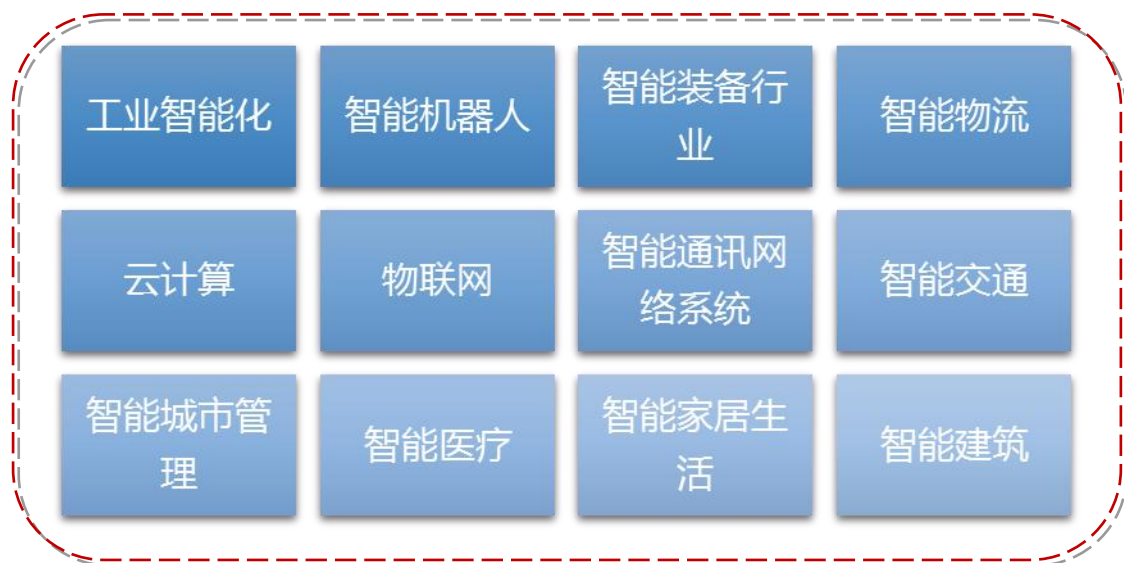 工业智能化
智能机器人
智能装备行
业
智能物流
云计算
物联网
智能通讯网
络系统
智能交通
智能城市管
理
智能医疗
智能家居生
活
智能建筑